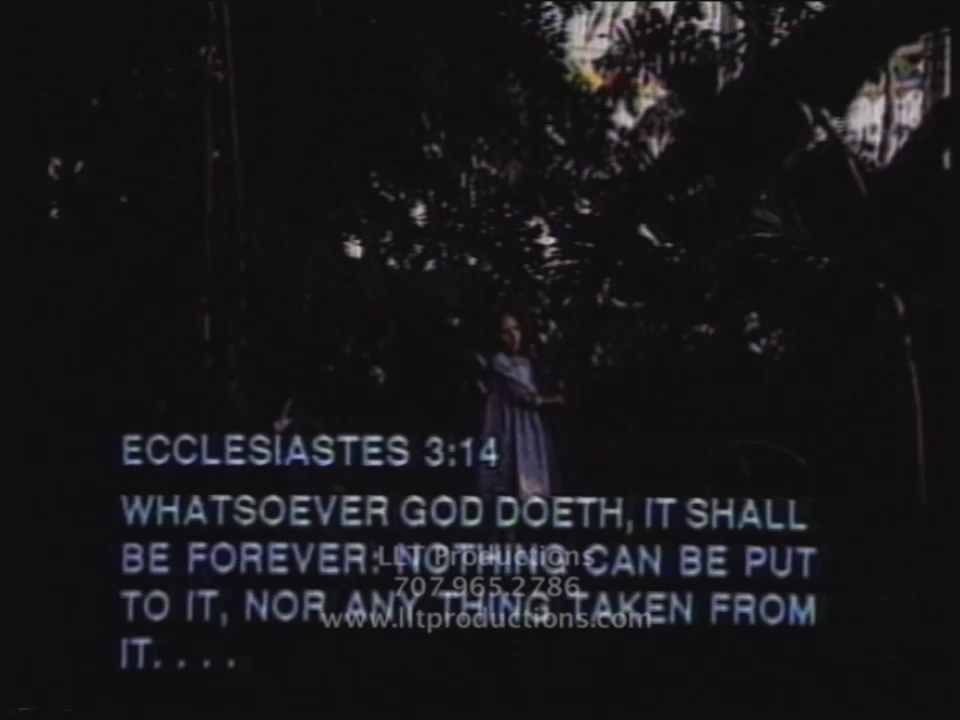 ECCLESIASTES 3:14
WHATSOEVER GOD DOETH, IT SHALL
BE FOREVER: NOTHING CAN BE PUT
TO IT, NOR ANY THING TAKEN FROM
IT. . . .
LLT Productions
707.965.2786
www.lltproductions.com